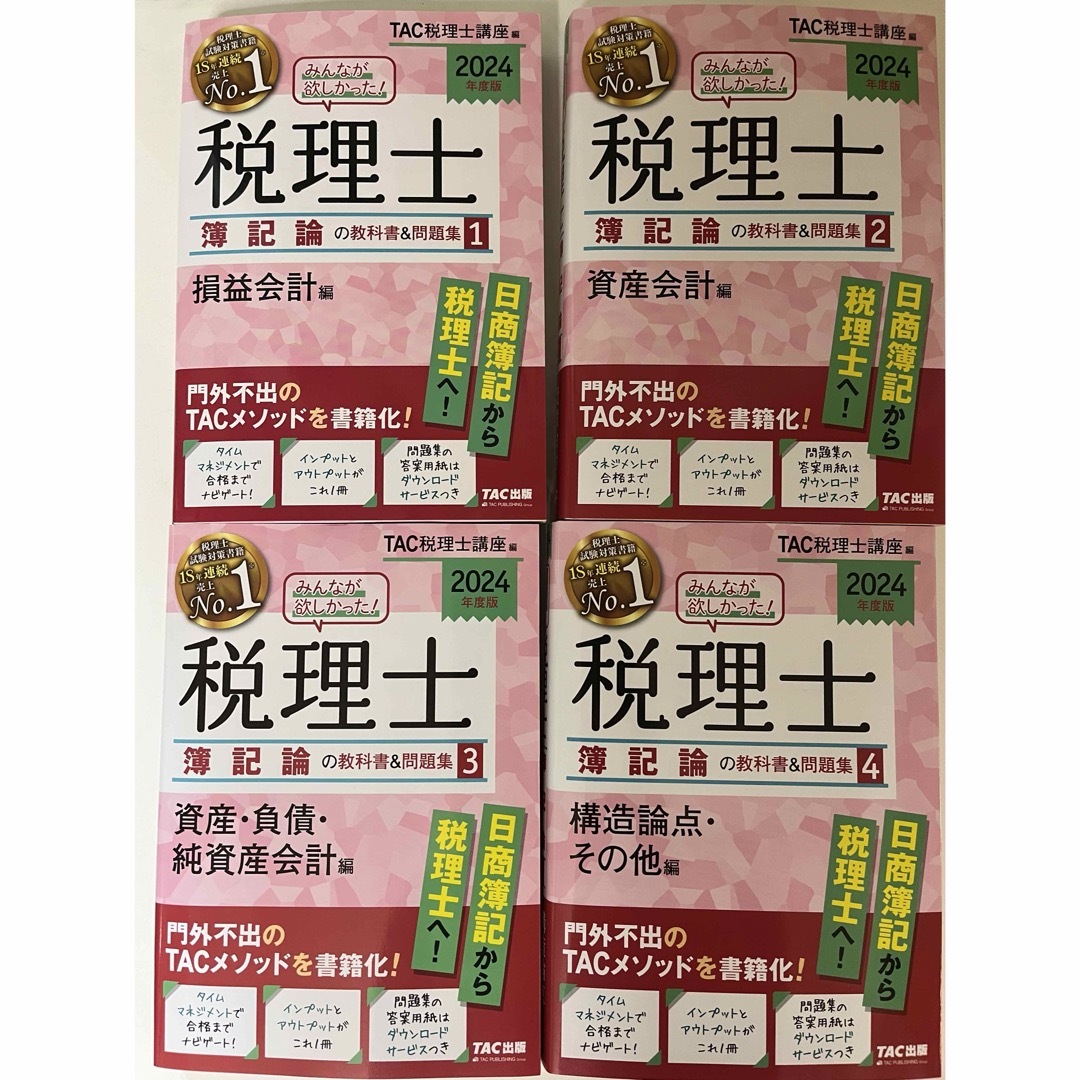 税理士
試験対策書籍
18年連続
売上
No.1
TAC税理士講座 編
みんなが
欲しかった!
2024
年度版
税理士
簿記論の教科書&問題集 1
損益会計編
日商簿記から
税理士へ!
門外不出の
TACメソッドを書籍化!
タイム
マネジメントで
合格まで
ナビゲート!
インプットと
アウトプットが
これ1冊
問題集の
答案用紙は
ダウンロード
サービスつき
TAC出版
TAC PUBLISHING Group
税理士
試験対策書籍
18年連続
売上
No.1
TAC税理士講座 編
みんなが
欲しかった!
2024
年度版
税理士
簿記論の教科書&問題集 2
資産会計編
日商簿記から
税理士へ!
門外不出の
TACメソッドを書籍化!
タイム
マネジメントで
合格まで
ナビゲート!
インプットと
アウトプットが
これ1冊
問題集の
答案用紙は
ダウンロード
サービスつき
TAC出版
TAC PUBLISHING Group
税理士
試験対策書籍
18年連続
売上
No.1
TAC税理士講座 編
みんなが
欲しかった!
2024
年度版
税理士
簿記論の教科書&問題集 3
資産・負債・
純資産会計編
日商簿記から
税理士へ!
門外不出の
TACメソッドを書籍化!
タイム
マネジメントで
合格まで
ナビゲート!
インプットと
アウトプットが
これ1冊
問題集の
答案用紙は
ダウンロード
サービスつき
TAC出版
TAC PUBLISHING Group
税理士
試験対策書籍
18年連続
売上
No.1
TAC税理士講座 編
みんなが
欲しかった!
2024
年度版
税理士
簿記論の教科書&問題集 4
構造論点・
その他編
日商簿記から
税理士へ!
門外不出の
TACメソッドを書籍化!
タイム
マネジメントで
合格まで
ナビゲート!
インプットと
アウトプットが
これ1冊
問題集の
答案用紙は
ダウンロード
サービスつき
TAC出版
TAC PUBLISHING Group